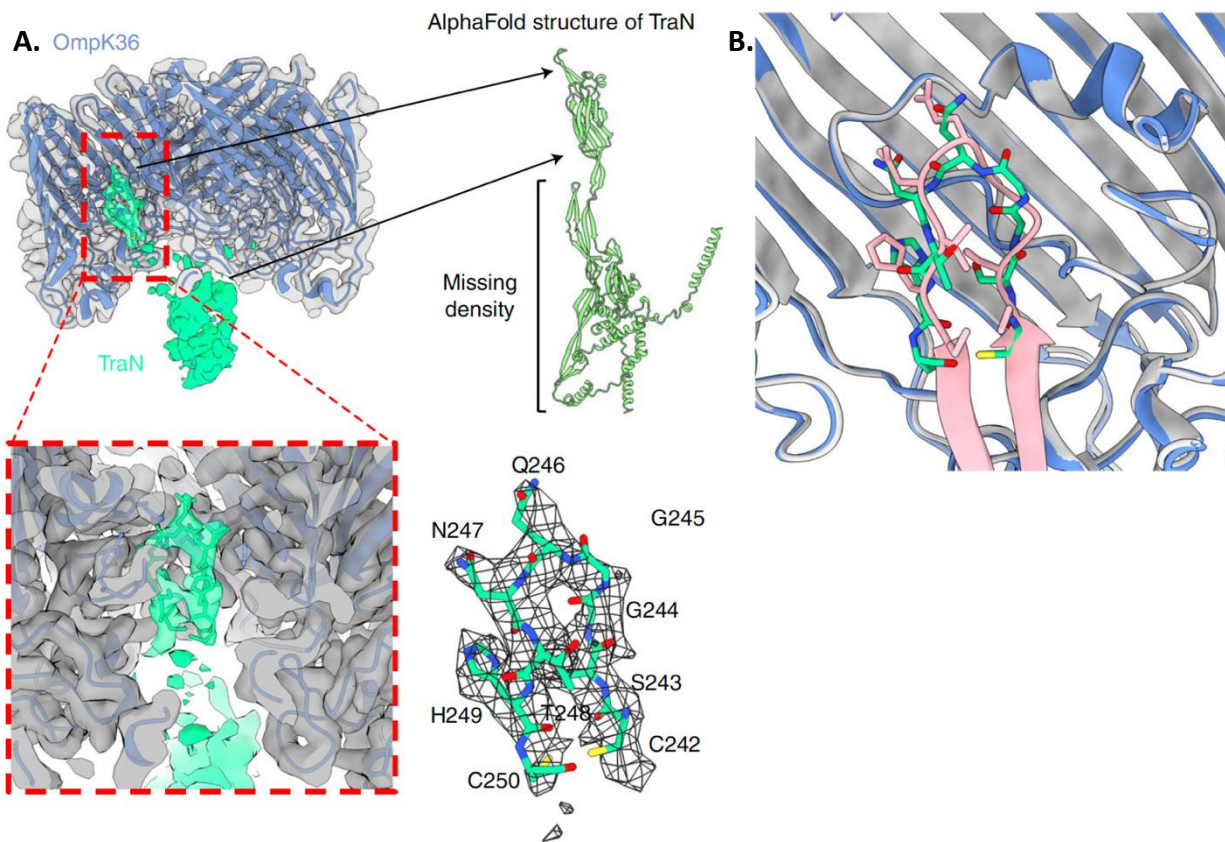 A.
OmpK36
AlphaFold structure of TraN
B.
Missing
density
TraN
Q246
G245
N247
G244
S243
H249
T248
C242
C250